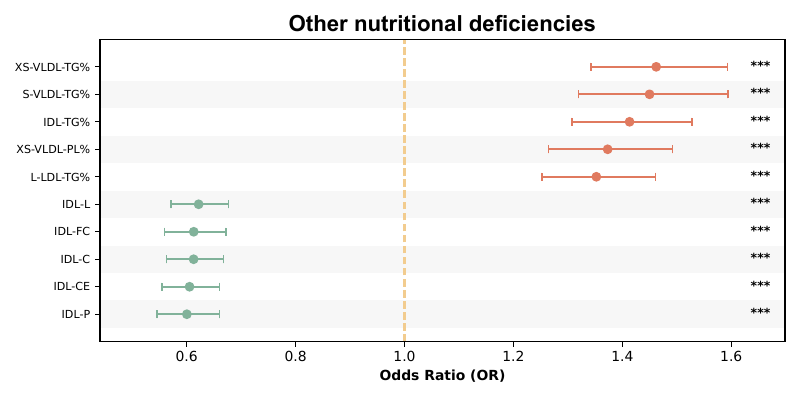 Other nutritional deficiencies
XS-VLDL-TG% ***
S-VLDL-TG% ***
IDL-TG% ***
XS-VLDL-PL% ***
L-LDL-TG% ***
IDL-L ***
IDL-FC ***
IDL-C ***
IDL-CE ***
IDL-P ***
0.6 0.8 1.0 1.2 1.4 1.6
Odds Ratio (OR)